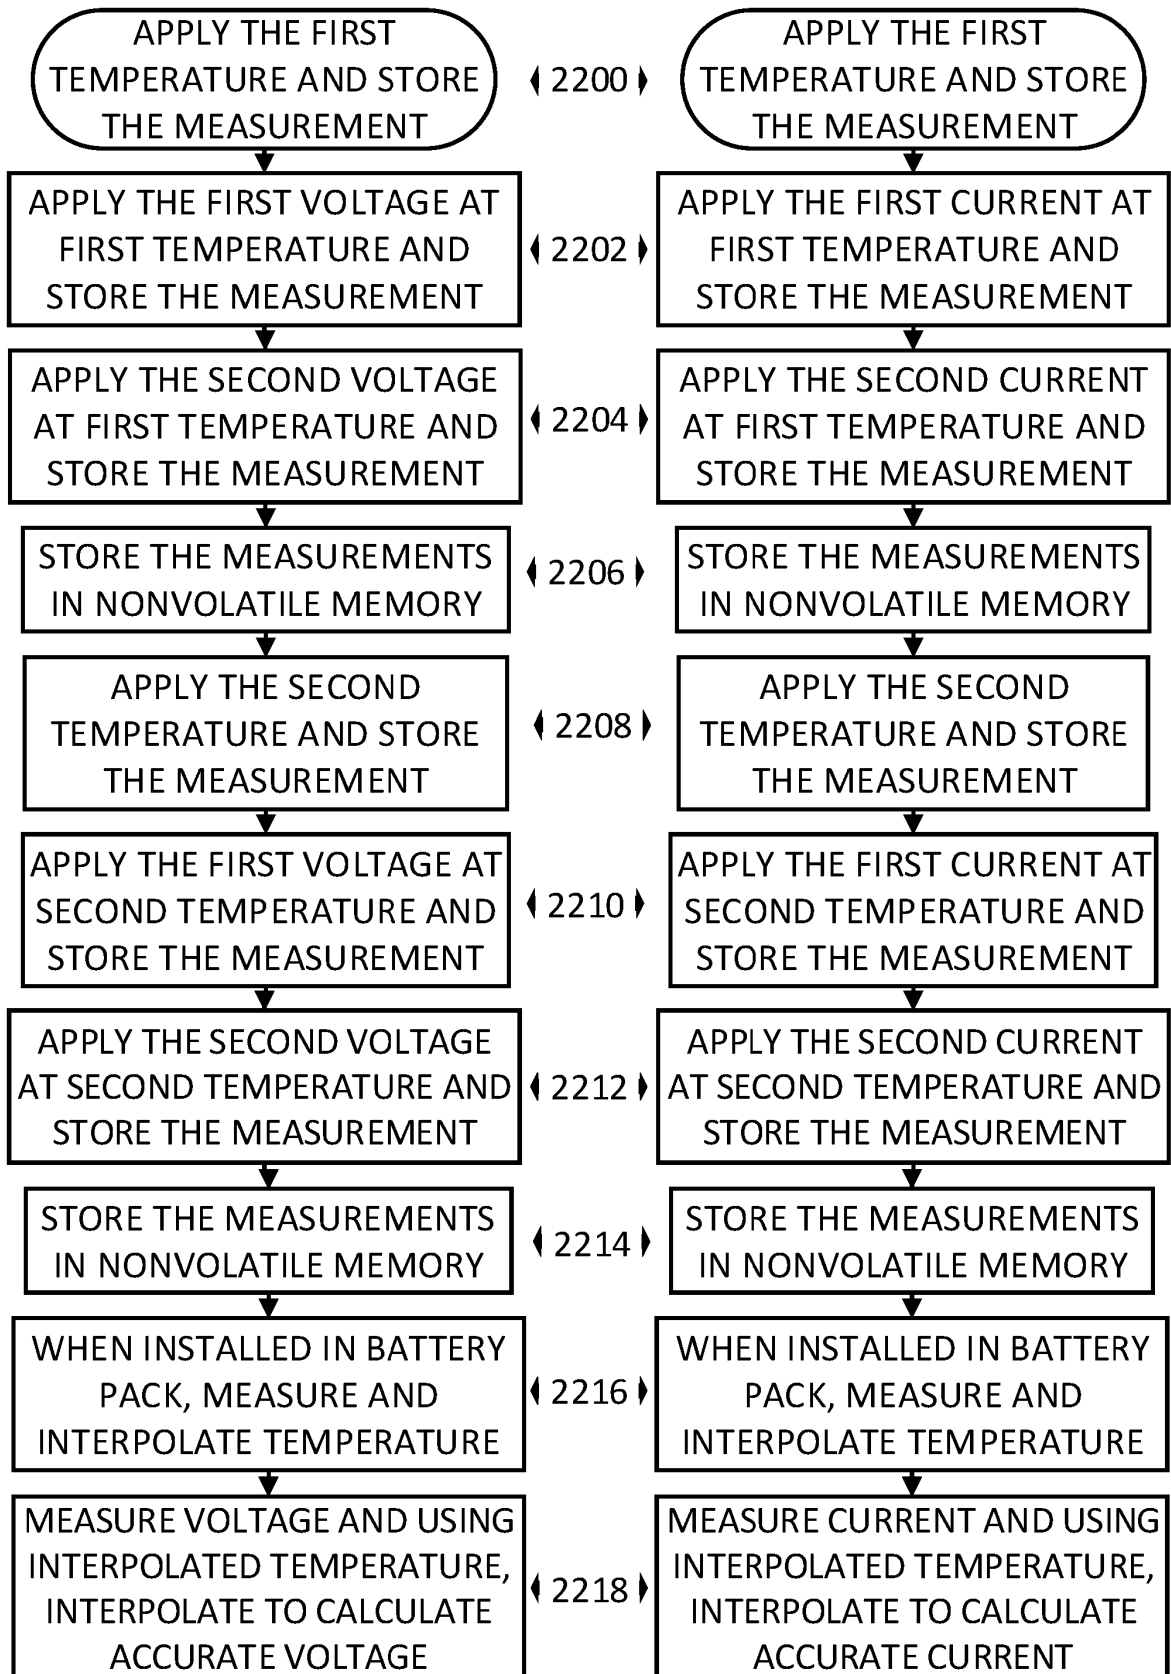 APPLY THE FIRST
TEMPERATURE AND STORE
THE MEASUREMENT
2200
APPLY THE FIRST
TEMPERATURE AND STORE
THE MEASUREMENT
APPLY THE FIRST VOLTAGE AT
FIRST TEMPERATURE AND
STORE THE MEASUREMENT
2202
APPLY THE FIRST CURRENT AT
FIRST TEMPERATURE AND
STORE THE MEASUREMENT
APPLY THE SECOND VOLTAGE
AT FIRST TEMPERATURE AND
STORE THE MEASUREMENT
2204
APPLY THE SECOND CURRENT
AT FIRST TEMPERATURE AND
STORE THE MEASUREMENT
STORE THE MEASUREMENTS
IN NONVOLATILE MEMORY
2206
STORE THE MEASUREMENTS
IN NONVOLATILE MEMORY
APPLY THE SECOND
TEMPERATURE AND STORE
THE MEASUREMENT
2208
APPLY THE SECOND
TEMPERATURE AND STORE
THE MEASUREMENT
APPLY THE FIRST VOLTAGE AT
SECOND TEMPERATURE AND
STORE THE MEASUREMENT
2210
APPLY THE FIRST CURRENT AT
SECOND TEMPERATURE AND
STORE THE MEASUREMENT
APPLY THE SECOND VOLTAGE
AT SECOND TEMPERATURE AND
STORE THE MEASUREMENT
2212
APPLY THE SECOND CURRENT
AT SECOND TEMPERATURE AND
STORE THE MEASUREMENT
STORE THE MEASUREMENTS
IN NONVOLATILE MEMORY
2214
STORE THE MEASUREMENTS
IN NONVOLATILE MEMORY
WHEN INSTALLED IN BATTERY
PACK, MEASURE AND
INTERPOLATE TEMPERATURE
2216
WHEN INSTALLED IN BATTERY
PACK, MEASURE AND
INTERPOLATE TEMPERATURE
MEASURE VOLTAGE AND USING
INTERPOLATED TEMPERATURE,
INTERPOLATE TO CALCULATE
ACCURATE VOLTAGE
2218
MEASURE CURRENT AND USING
INTERPOLATED TEMPERATURE,
INTERPOLATE TO CALCULATE
ACCURATE CURRENT